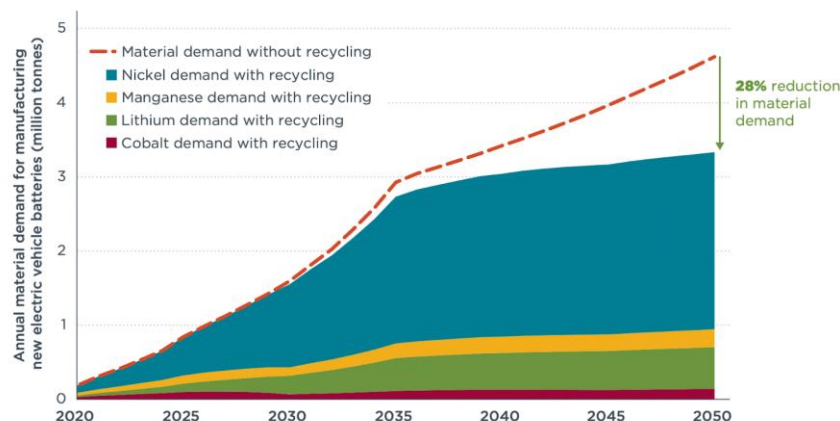 Annual material demand for manufacturing
new electric vehicle batteries (million tonnes)
5
4
3
2
1
0
Material demand without recycling
Nickel demand with recycling
Manganese demand with recycling
Lithium demand with recycling
Cobalt demand with recycling
28% reduction
in material
demand
2020 2025 2030 2035 2040 2045 2050